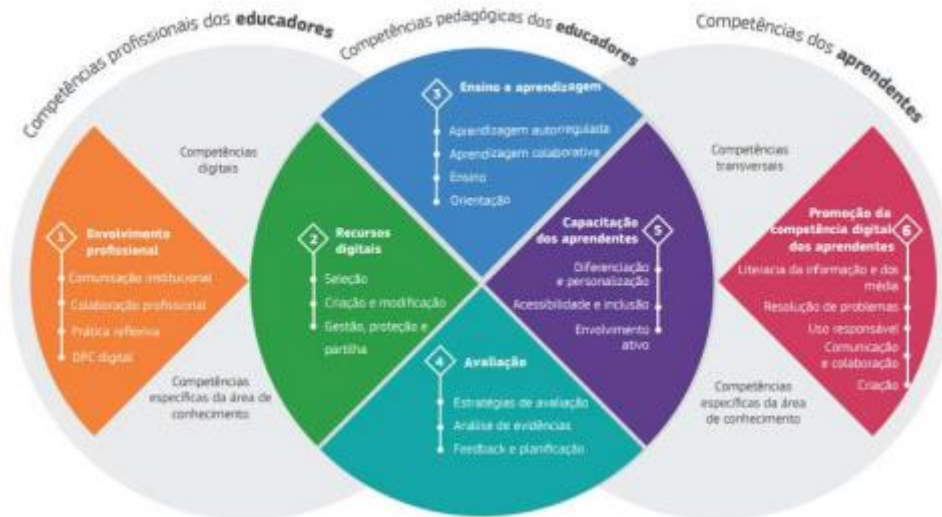 Competências profissionais dos educadores
Competências pedagógicas dos educadores
Competências dos aprendentes
Competências
digitais
1
Envolvimento
profissional
Comunicação institucional
Colaboração profissional
Prática reflexiva
DPC digital
Competências
específicas da área de
conhecimento
2
Recursos
digitais
Seleção
Criação e modificação
Gestão, proteção e
partilha
3
Ensino e aprendizagem
Aprendizagem autorregulada
Aprendizagem colaborativa
Ensino
Orientação
4
Avaliação
Estratégias de avaliação
Análise de evidências
Feedback e planificação
5
Capacitação
dos aprendentes
Diferenciação
e personalização
Acessibilidade e inclusão
Envolvimento
ativo
Competências
transversais
6
Promoção da
competência digital
dos aprendentes
Literacia da informação e dos
média
Resolução de problemas
Uso responsável
Comunicação
e colaboração
Criação
Competências
específicas da área
de conhecimento